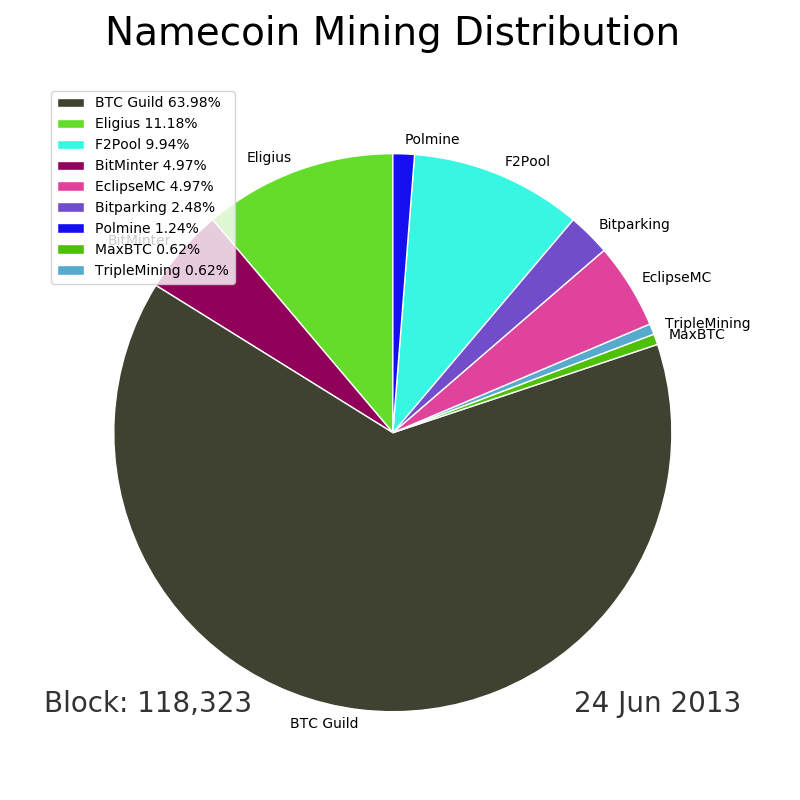 Namecoin Mining Distribution
BTC Guild 63.98%
Eligius 11.18%
F2Pool 9.94%
BitMinter 4.97%
EclipseMC 4.97%
Bitparking 2.48%
Polmine 1.24%
MaxBTC 0.62%
TripleMining 0.62%
Polmine
Eligius
F2Pool
Bitparking
BitMinter
EclipseMC
TripleMining
MaxBTC
Block: 118,323
24 Jun 2013
BTC Guild